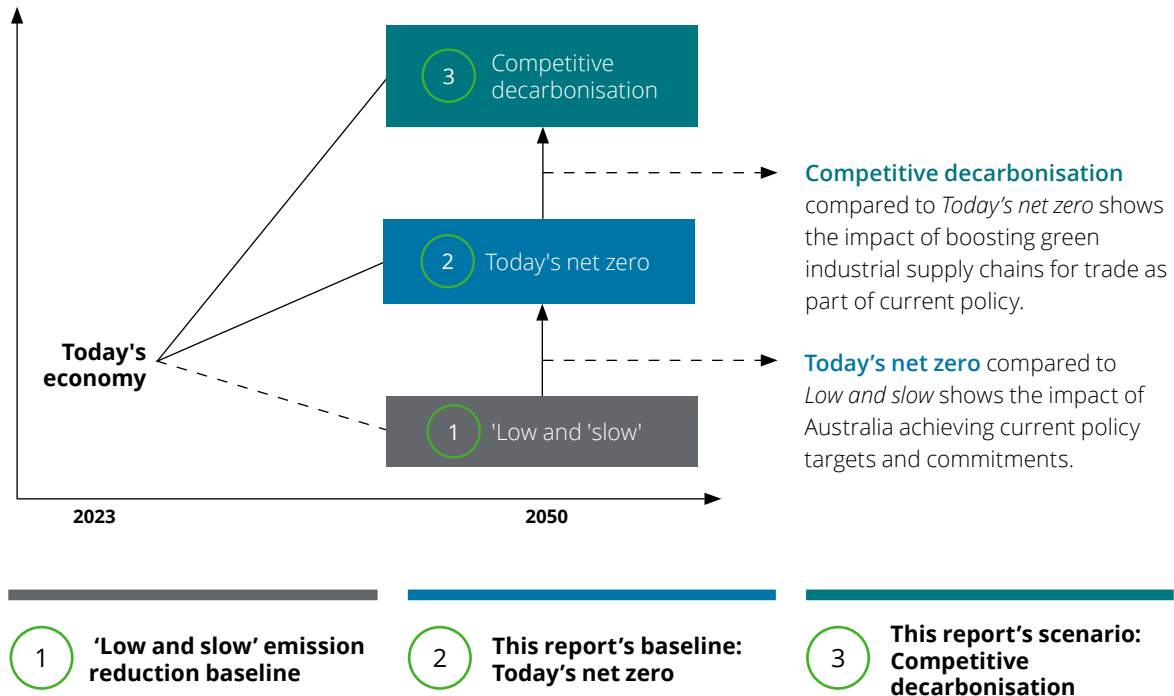 3
Competitive
decarbonisation
2
Today's net zero
Today's
economy
1
'Low and 'slow'
2023
2050
Competitive decarbonisation
compared to Today's net zero shows
the impact of boosting green
industrial supply chains for trade as
part of current policy.
Today’s net zero compared to
Low and slow shows the impact of
Australia achieving current policy
targets and commitments.
1
‘Low and slow’ emission
reduction baseline
2
This report’s baseline:
Today’s net zero
3
This report’s scenario:
Competitive
decarbonisation